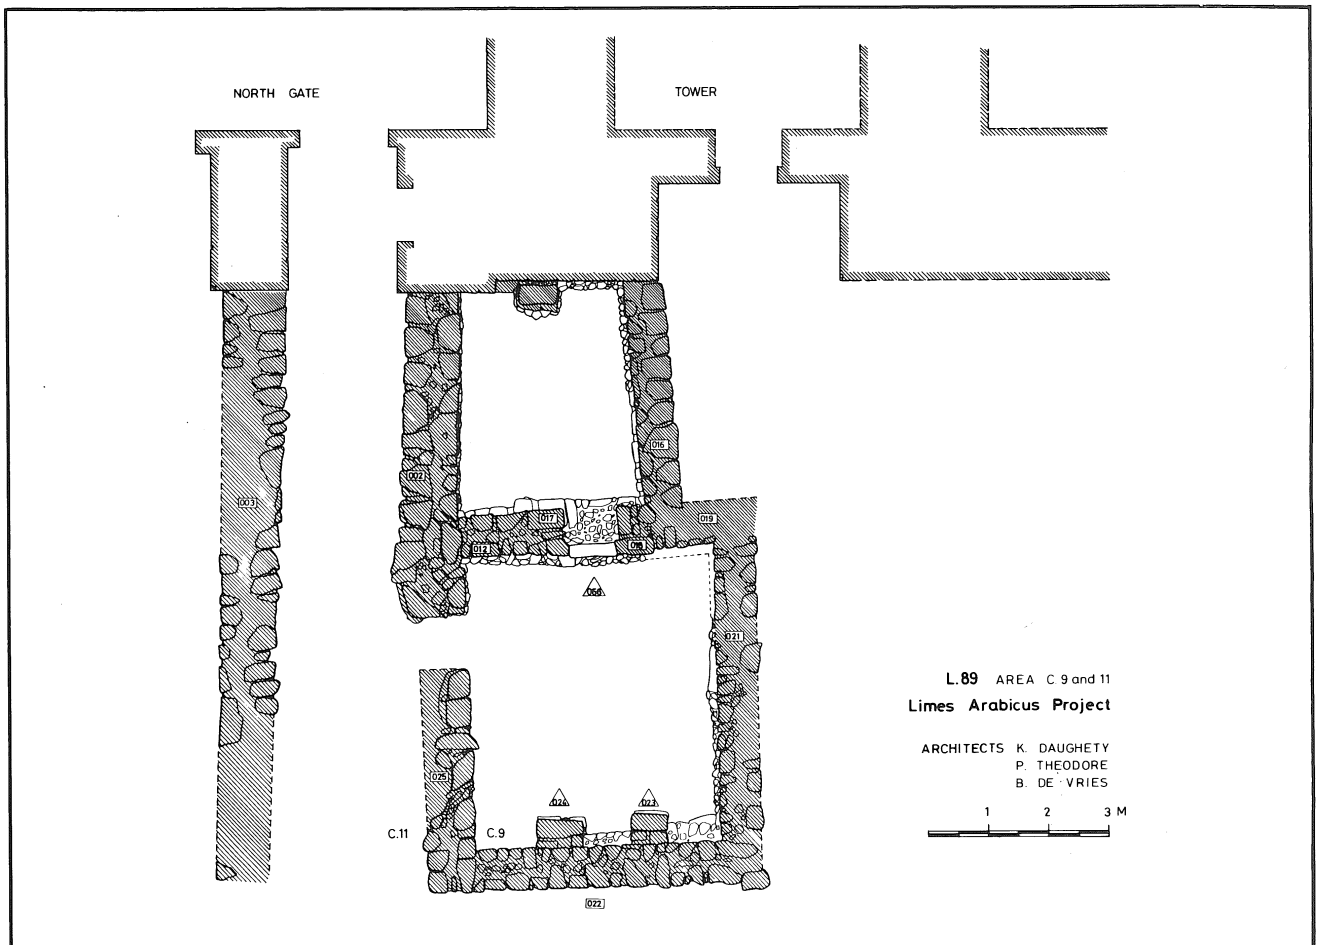 NORTH GATE
TOWER
016
002
003
017
019
012
018
056
021
L.89 AREA C.9 and 11
Limes Arabicus Project
ARCHITECTS K. DAUGHETY
P. THEODORE
B. DE VRIES
025
024
023
1 2 3 M
C.11
C.9
022